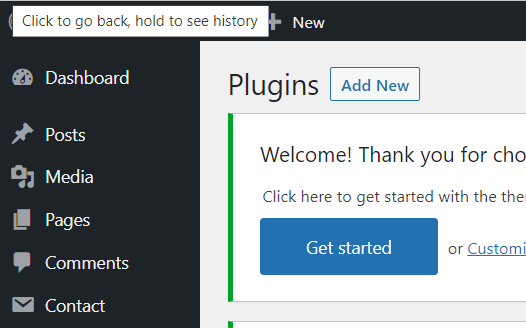 Click to go back, hold to see history
New
Dashboard
Posts
Media
Pages
Comments
Contact
Plugins
Add New
Welcome! Thank you for cho
Click here to get started with the the
Get started
or Customi